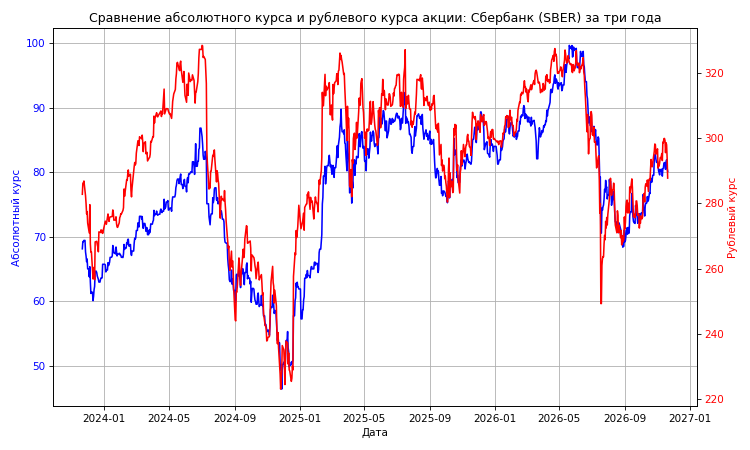 Сравнение абсолютного курса и рублевого курса акции: Сбербанк (SBER) за три года
Абсолютный курс
100
90
80
70
60
50
320
300
280
260
240
220
Рублевый курс
2024-01 2024-05 2024-09 2025-01 2025-05 2025-09 2026-01 2026-05 2026-09 2027-01
Дата